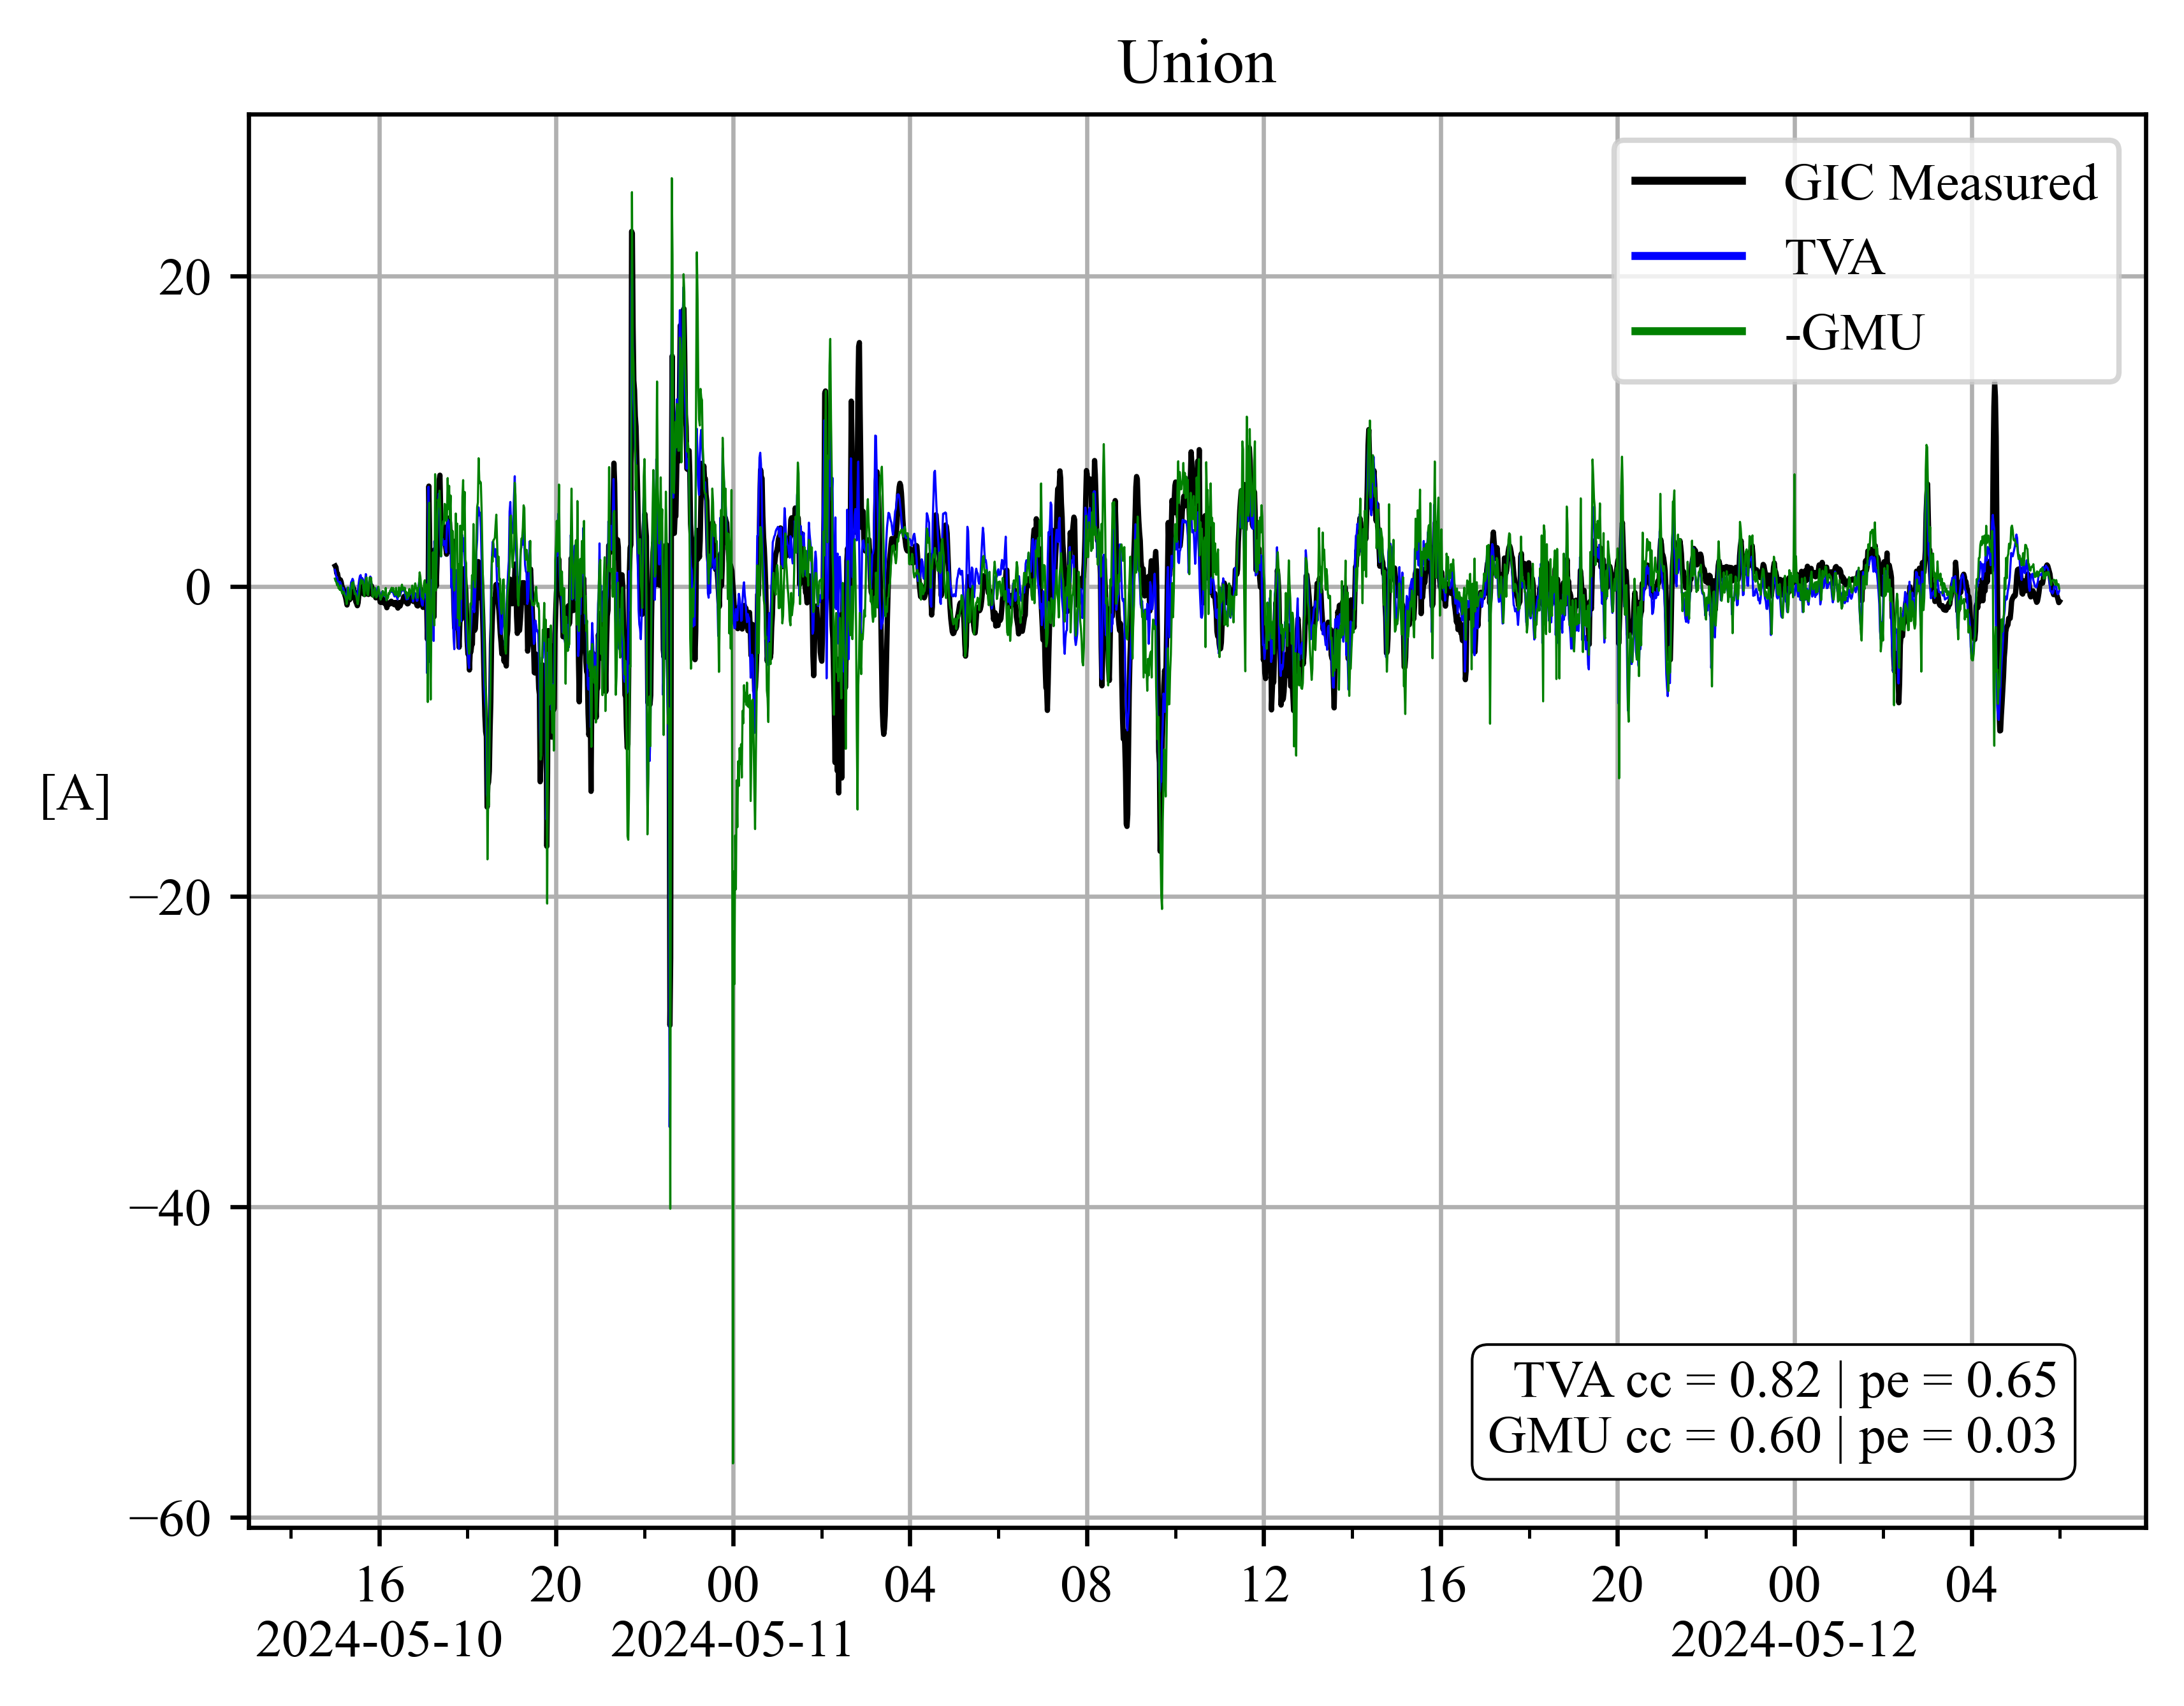 Union
GIC Measured
TVA
-GMU
20
0
−20
−40
−60
[A]
TVA cc = 0.82 | pe = 0.65
GMU cc = 0.60 | pe = 0.03
16 20 00 04 08 12 16 20 00 04
2024-05-10 2024-05-11 2024-05-12